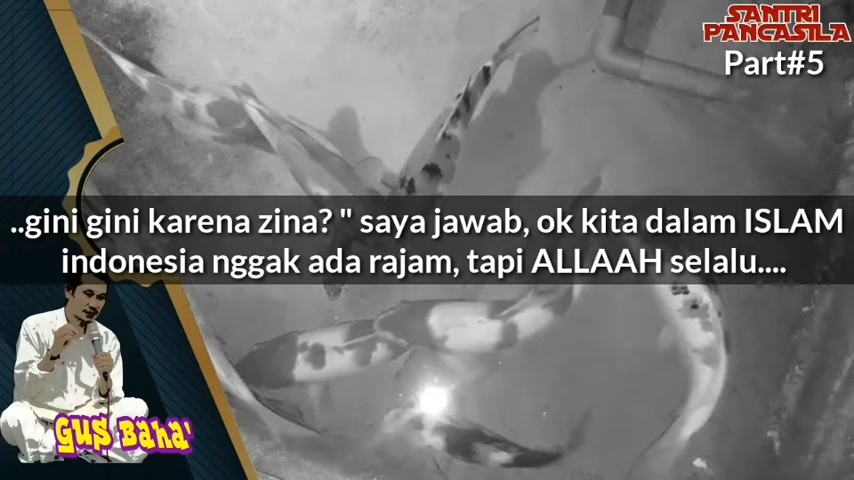 SANTRI
PANCASILA
Part#5
..gini gini karena zina? " saya jawab, ok kita dalam ISLAM
indonesia nggak ada rajam, tapi ALLAAH selalu....
GUS BaHa'